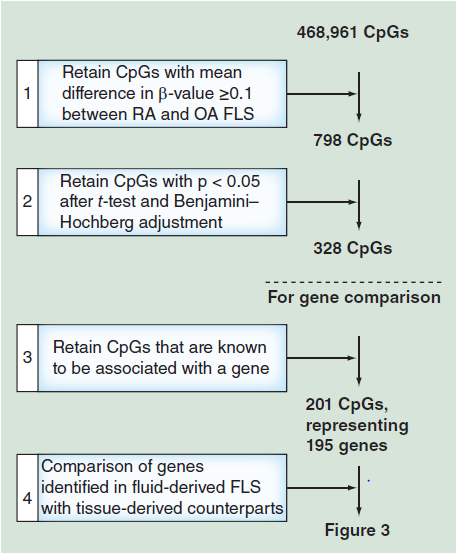 468,961 CpGs
1
Retain CpGs with mean
difference in β-value ≥0.1
between RA and OA FLS
798 CpGs
2
Retain CpGs with p < 0.05
after t-test and Benjamini–
Hochberg adjustment
328 CpGs
For gene comparison
3
Retain CpGs that are known
to be associated with a gene
201 CpGs,
representing
195 genes
4
Comparison of genes
identified in fluid-derived FLS
with tissue-derived counterparts
Figure 3